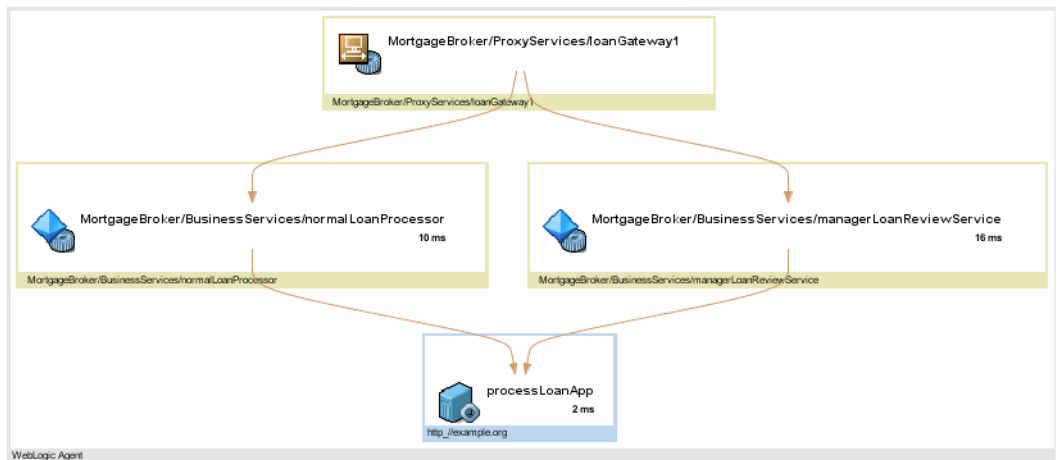 MortgageBroker/ProxyServices/loanGateway1
MortgageBroker/ProxyServices/loanGateway1
MortgageBroker/BusinessServices/normalLoanProcessor
10 ms
MortgageBroker/BusinessServices/normalLoanProcessor
MortgageBroker/BusinessServices/managerLoanReviewService
16 ms
MortgageBroker/BusinessServices/managerLoanReviewService
processLoanApp
2 ms
http_//example.org
WebLogic Agent